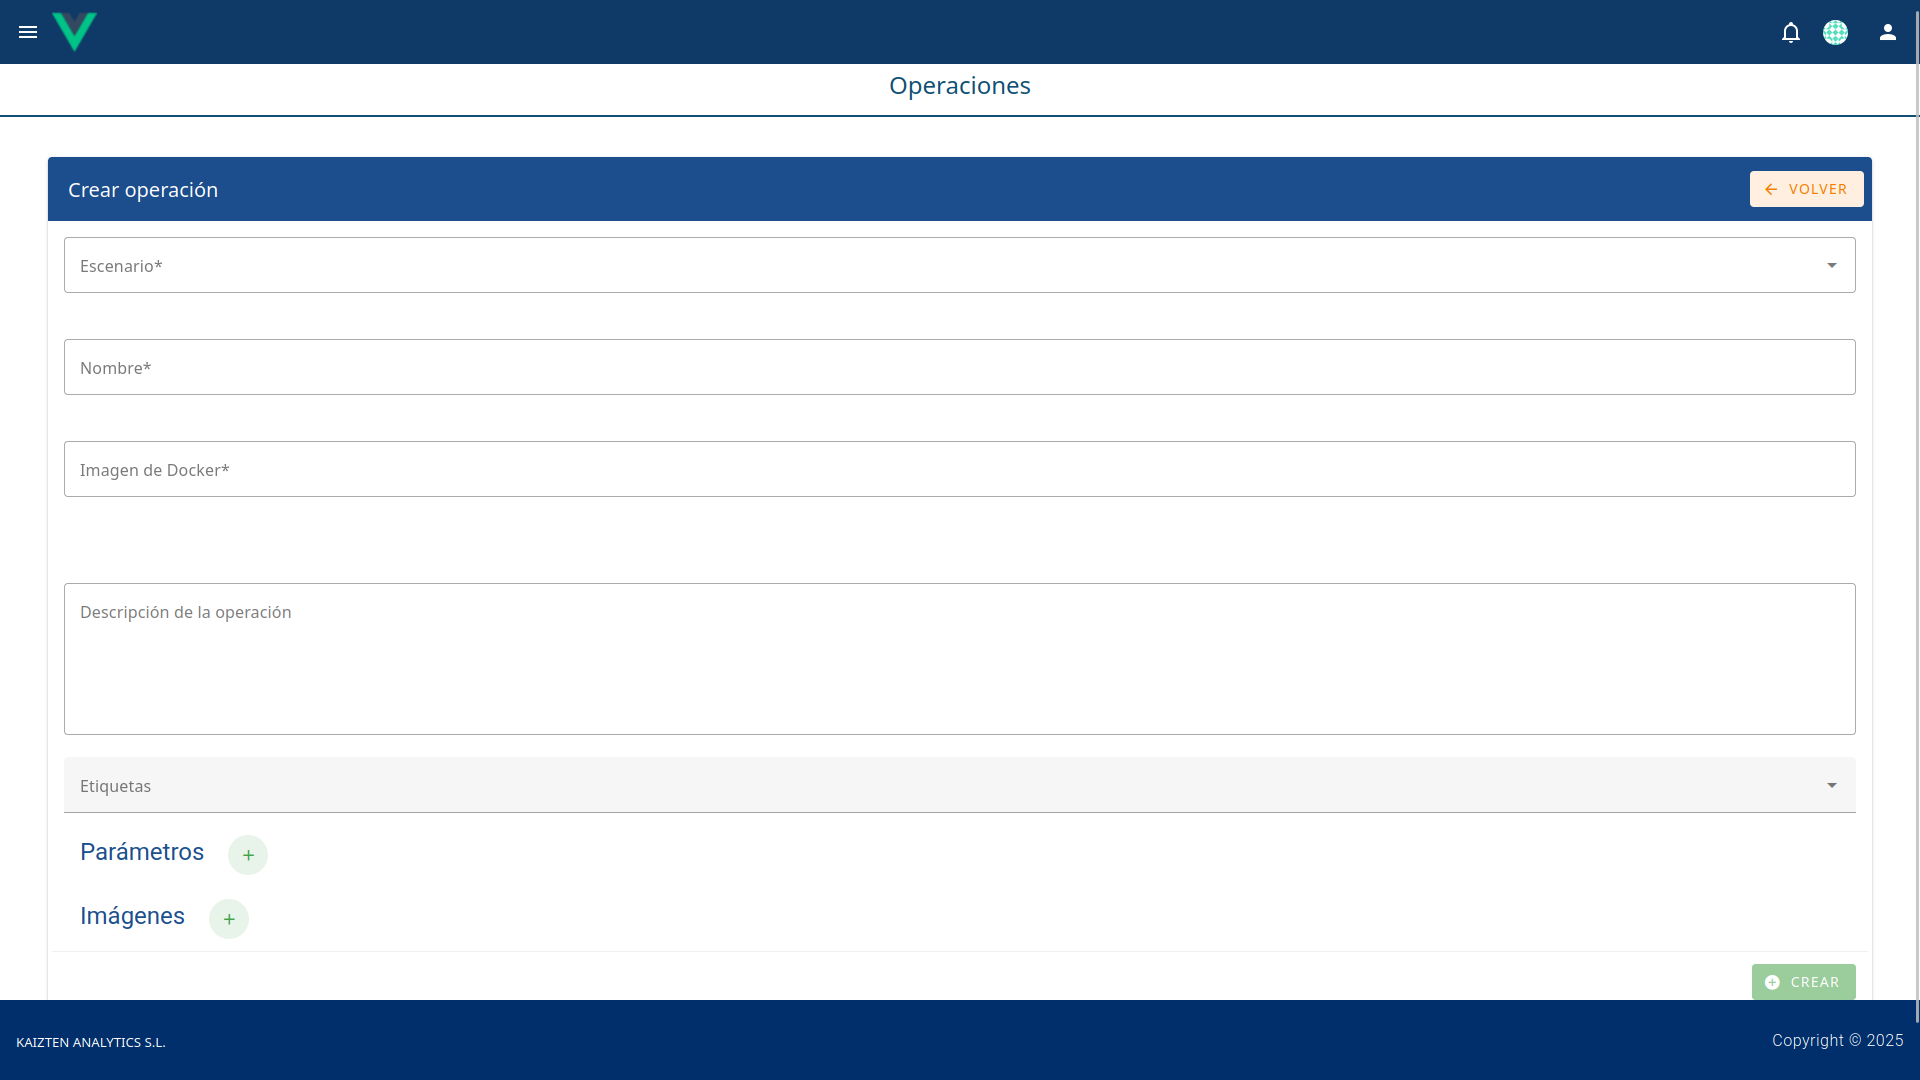 Operaciones
Crear operación
VOLVER
Escenario*
Nombre*
Imagen de Docker*
Descripción de la operación
Etiquetas
Parámetros
Imágenes
CREAR
KAIZTEN ANALYTICS S.L.
Copyright © 2025